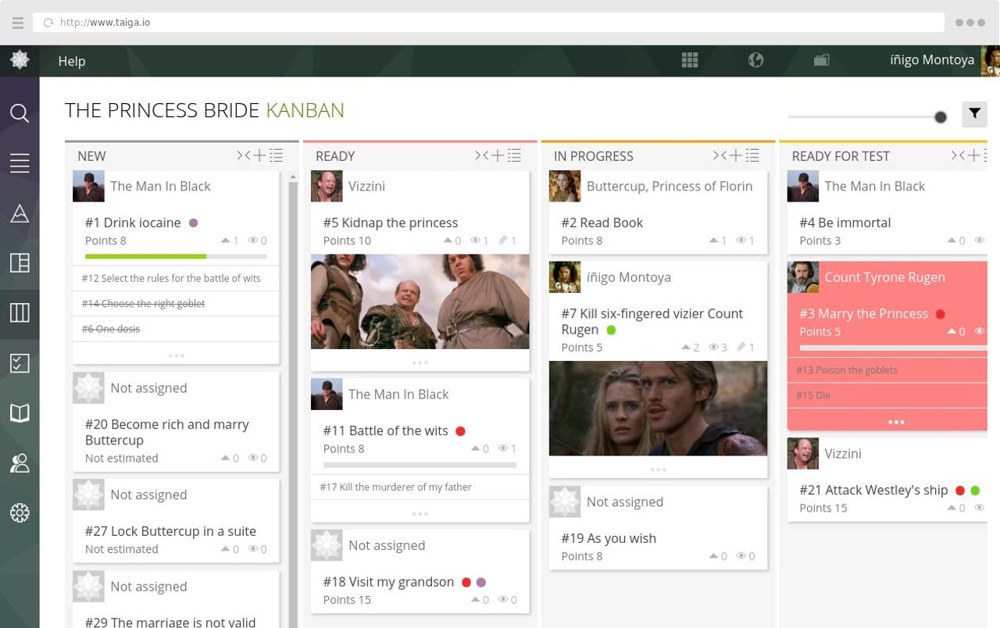 http://www.taiga.io
Help
íñigo Montoya
THE PRINCESS BRIDE KANBAN
NEW
The Man In Black
#1 Drink iocaine
Points 8
1
0
#12 Select the rules for the battle of wits
#14 Choose the right goblet
#6 One dosis
Not assigned
#20 Become rich and marry
Buttercup
Not estimated
0
0
Not assigned
#27 Lock Buttercup in a suite
Not estimated
0
0
Not assigned
#29 The marriage is not valid
READY
Vizzini
#5 Kidnap the princess
Points 10
0
1
1
The Man In Black
#11 Battle of the wits
Points 8
0
1
#17 Kill the murderer of my father
Not assigned
#18 Visit my grandson
Points 15
0
0
IN PROGRESS
Buttercup, Princess of Florin
#2 Read Book
Points 8
1
1
íñigo Montoya
#7 Kill six-fingered vizier Count
Rugen
Points 5
2
3
1
Not assigned
#19 As you wish
Points 8
0
0
READY FOR TEST
The Man In Black
#4 Be immortal
Points 3
0
Count Tyrone Rugen
#3 Marry the Princess
Points 5
0
#13 Poison the goblets
#15 Die
Vizzini
#21 Attack Westley's ship
Points 15
0